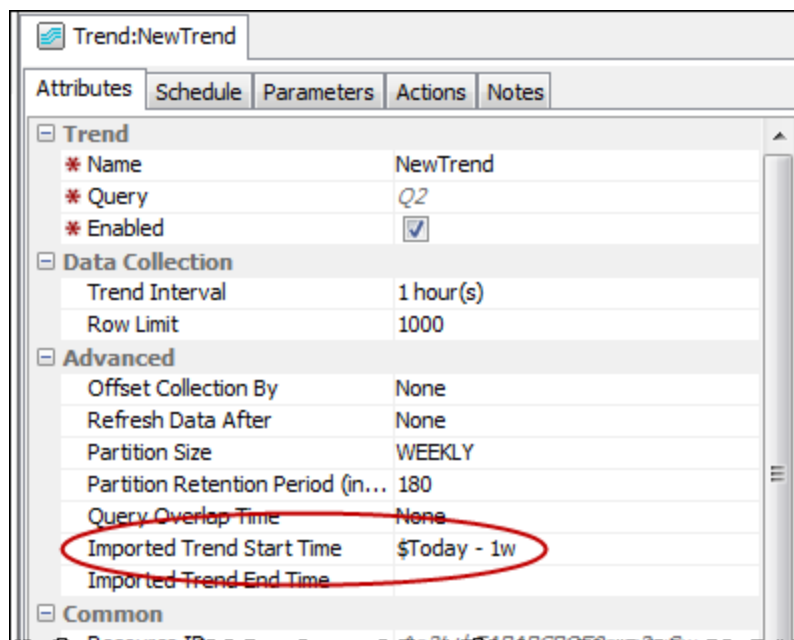 Trend:NewTrend
Attributes Schedule Parameters Actions Notes
Trend
Name NewTrend
Query Q2
Enabled
Data Collection
Trend Interval 1 hour(s)
Row Limit 1000
Advanced
Offset Collection By None
Refresh Data After None
Partition Size WEEKLY
Partition Retention Period (in... 180
Query Overlap Time None
Imported Trend Start Time $Today - 1w
Imported Trend End Time
Common